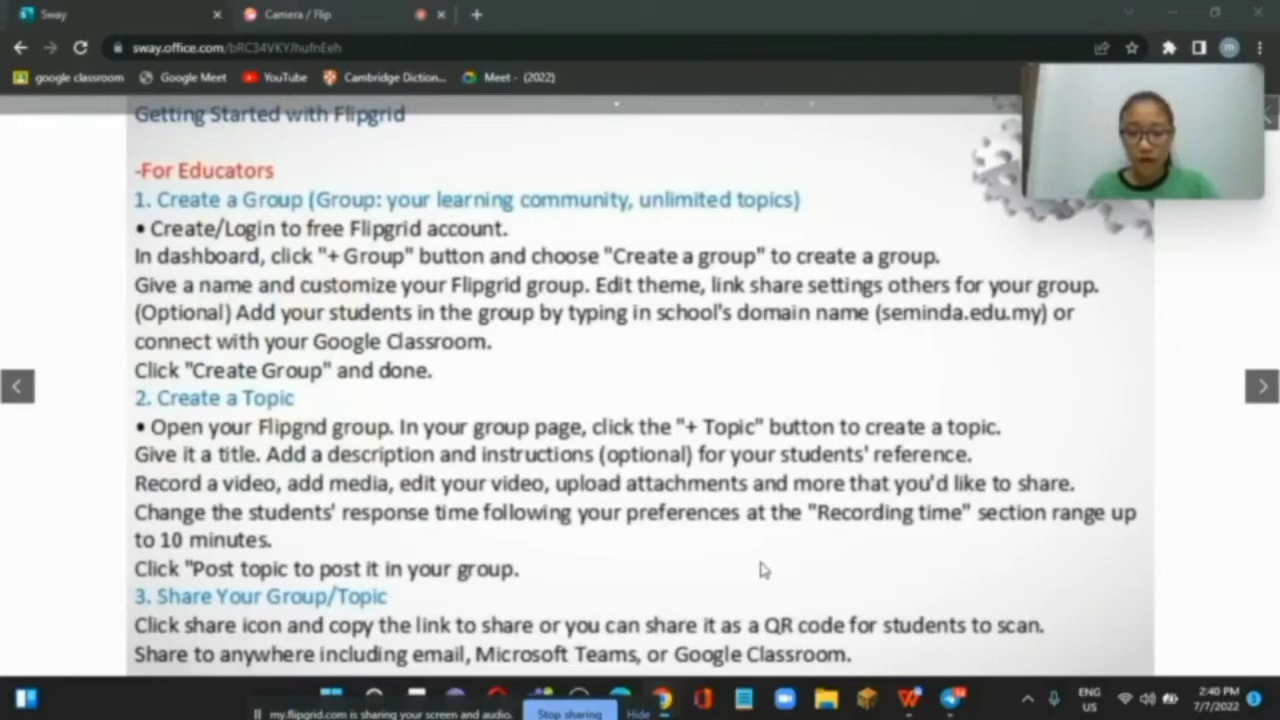 Sway
Camera / Flip
sway.office.com/bRC34VKYJhufnEeh
google classroom
Google Meet
YouTube
Cambridge Diction...
Meet - (2022)
m
Getting Started with Flipgrid
-For Educators
1. Create a Group (Group: your learning community, unlimited topics)
• Create/Login to free Flipgrid account.
In dashboard, click "+ Group" button and choose "Create a group" to create a group.
Give a name and customize your Flipgrid group. Edit theme, link share settings others for your group.
(Optional) Add your students in the group by typing in school's domain name (seminda.edu.my) or
connect with your Google Classroom.
Click "Create Group" and done.
2. Create a Topic
• Open your Flipgnd group. In your group page, click the "+ Topic" button to create a topic.
Give it a title. Add a description and instructions (optional) for your students' reference.
Record a video, add media, edit your video, upload attachments and more that you'd like to share.
Change the students' response time following your preferences at the "Recording time" section range up
to 10 minutes.
Click "Post topic to post it in your group.
3. Share Your Group/Topic
Click share icon and copy the link to share or you can share it as a QR code for students to scan.
Share to anywhere including email, Microsoft Teams, or Google Classroom.
my.flipgrid.com is sharing your screen and audio.
Stop sharing
Hide
ENG
US
2:40 PM
7/7/2022